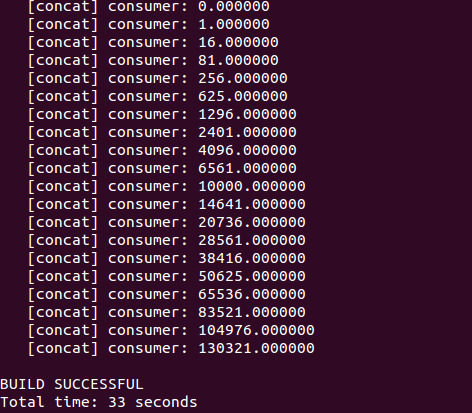 [concat] consumer: 0.000000
[concat] consumer: 1.000000
[concat] consumer: 16.000000
[concat] consumer: 81.000000
[concat] consumer: 256.000000
[concat] consumer: 625.000000
[concat] consumer: 1296.000000
[concat] consumer: 2401.000000
[concat] consumer: 4096.000000
[concat] consumer: 6561.000000
[concat] consumer: 10000.000000
[concat] consumer: 14641.000000
[concat] consumer: 20736.000000
[concat] consumer: 28561.000000
[concat] consumer: 38416.000000
[concat] consumer: 50625.000000
[concat] consumer: 65536.000000
[concat] consumer: 83521.000000
[concat] consumer: 104976.000000
[concat] consumer: 130321.000000
BUILD SUCCESSFUL
Total time: 33 seconds